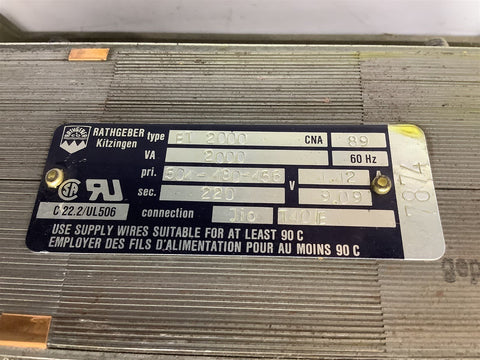 RATHGEBER
Kitzingen
type ET 2000 CNA 89
VA 2000 60 Hz
pri. 504-480-456 V 4.12
sec. 220 9.09
C 22.2/UL506
connection
USE SUPPLY WIRES SUITABLE FOR AT LEAST 90 C
EMPLOYER DES FILS D'ALIMENTATION POUR AU MOINS 90 C
7874